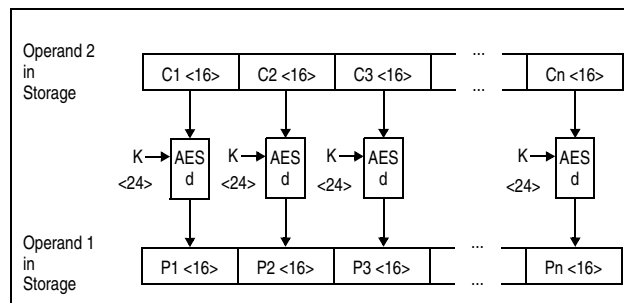 Operand 2
in
Storage
C1 <16> C2 <16> C3 <16> ... ... Cn <16>
K AES d K AES d K AES d K AES d
<24> <24> <24> <24>
Operand 1
in
Storage
P1 <16> P2 <16> P3 <16> ... ... Pn <16>